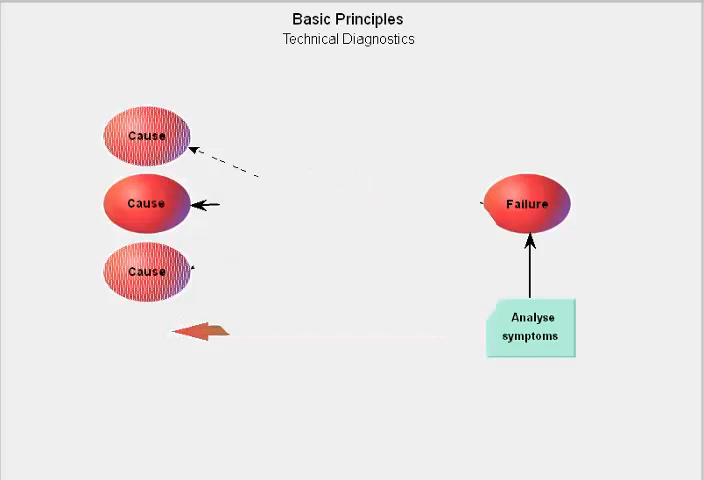 Basic Principles
Technical Diagnostics
Cause
Cause
Failure
Cause
Analyse
symptoms